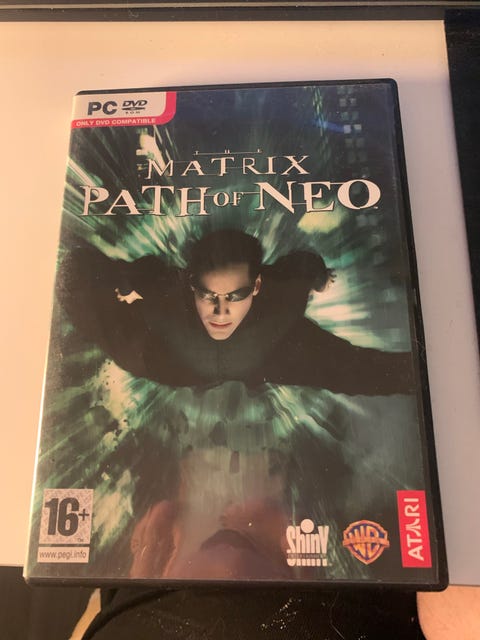 PC DVD
ROM
ONLY DVD COMPATIBLE
THE
MATRIX
PATH OF NEO
16+
www.pegi.info
Shiny
WB
ATARI